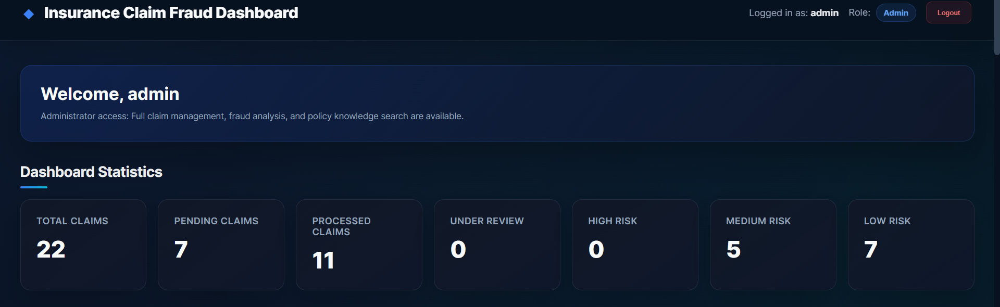 Insurance Claim Fraud Dashboard
Logged in as: admin Role: Admin Logout
Welcome, admin
Administrator access: Full claim management, fraud analysis, and policy knowledge search are available.
Dashboard Statistics
TOTAL CLAIMS
22
PENDING CLAIMS
7
PROCESSED
CLAIMS
11
UNDER REVIEW
0
HIGH RISK
0
MEDIUM RISK
5
LOW RISK
7